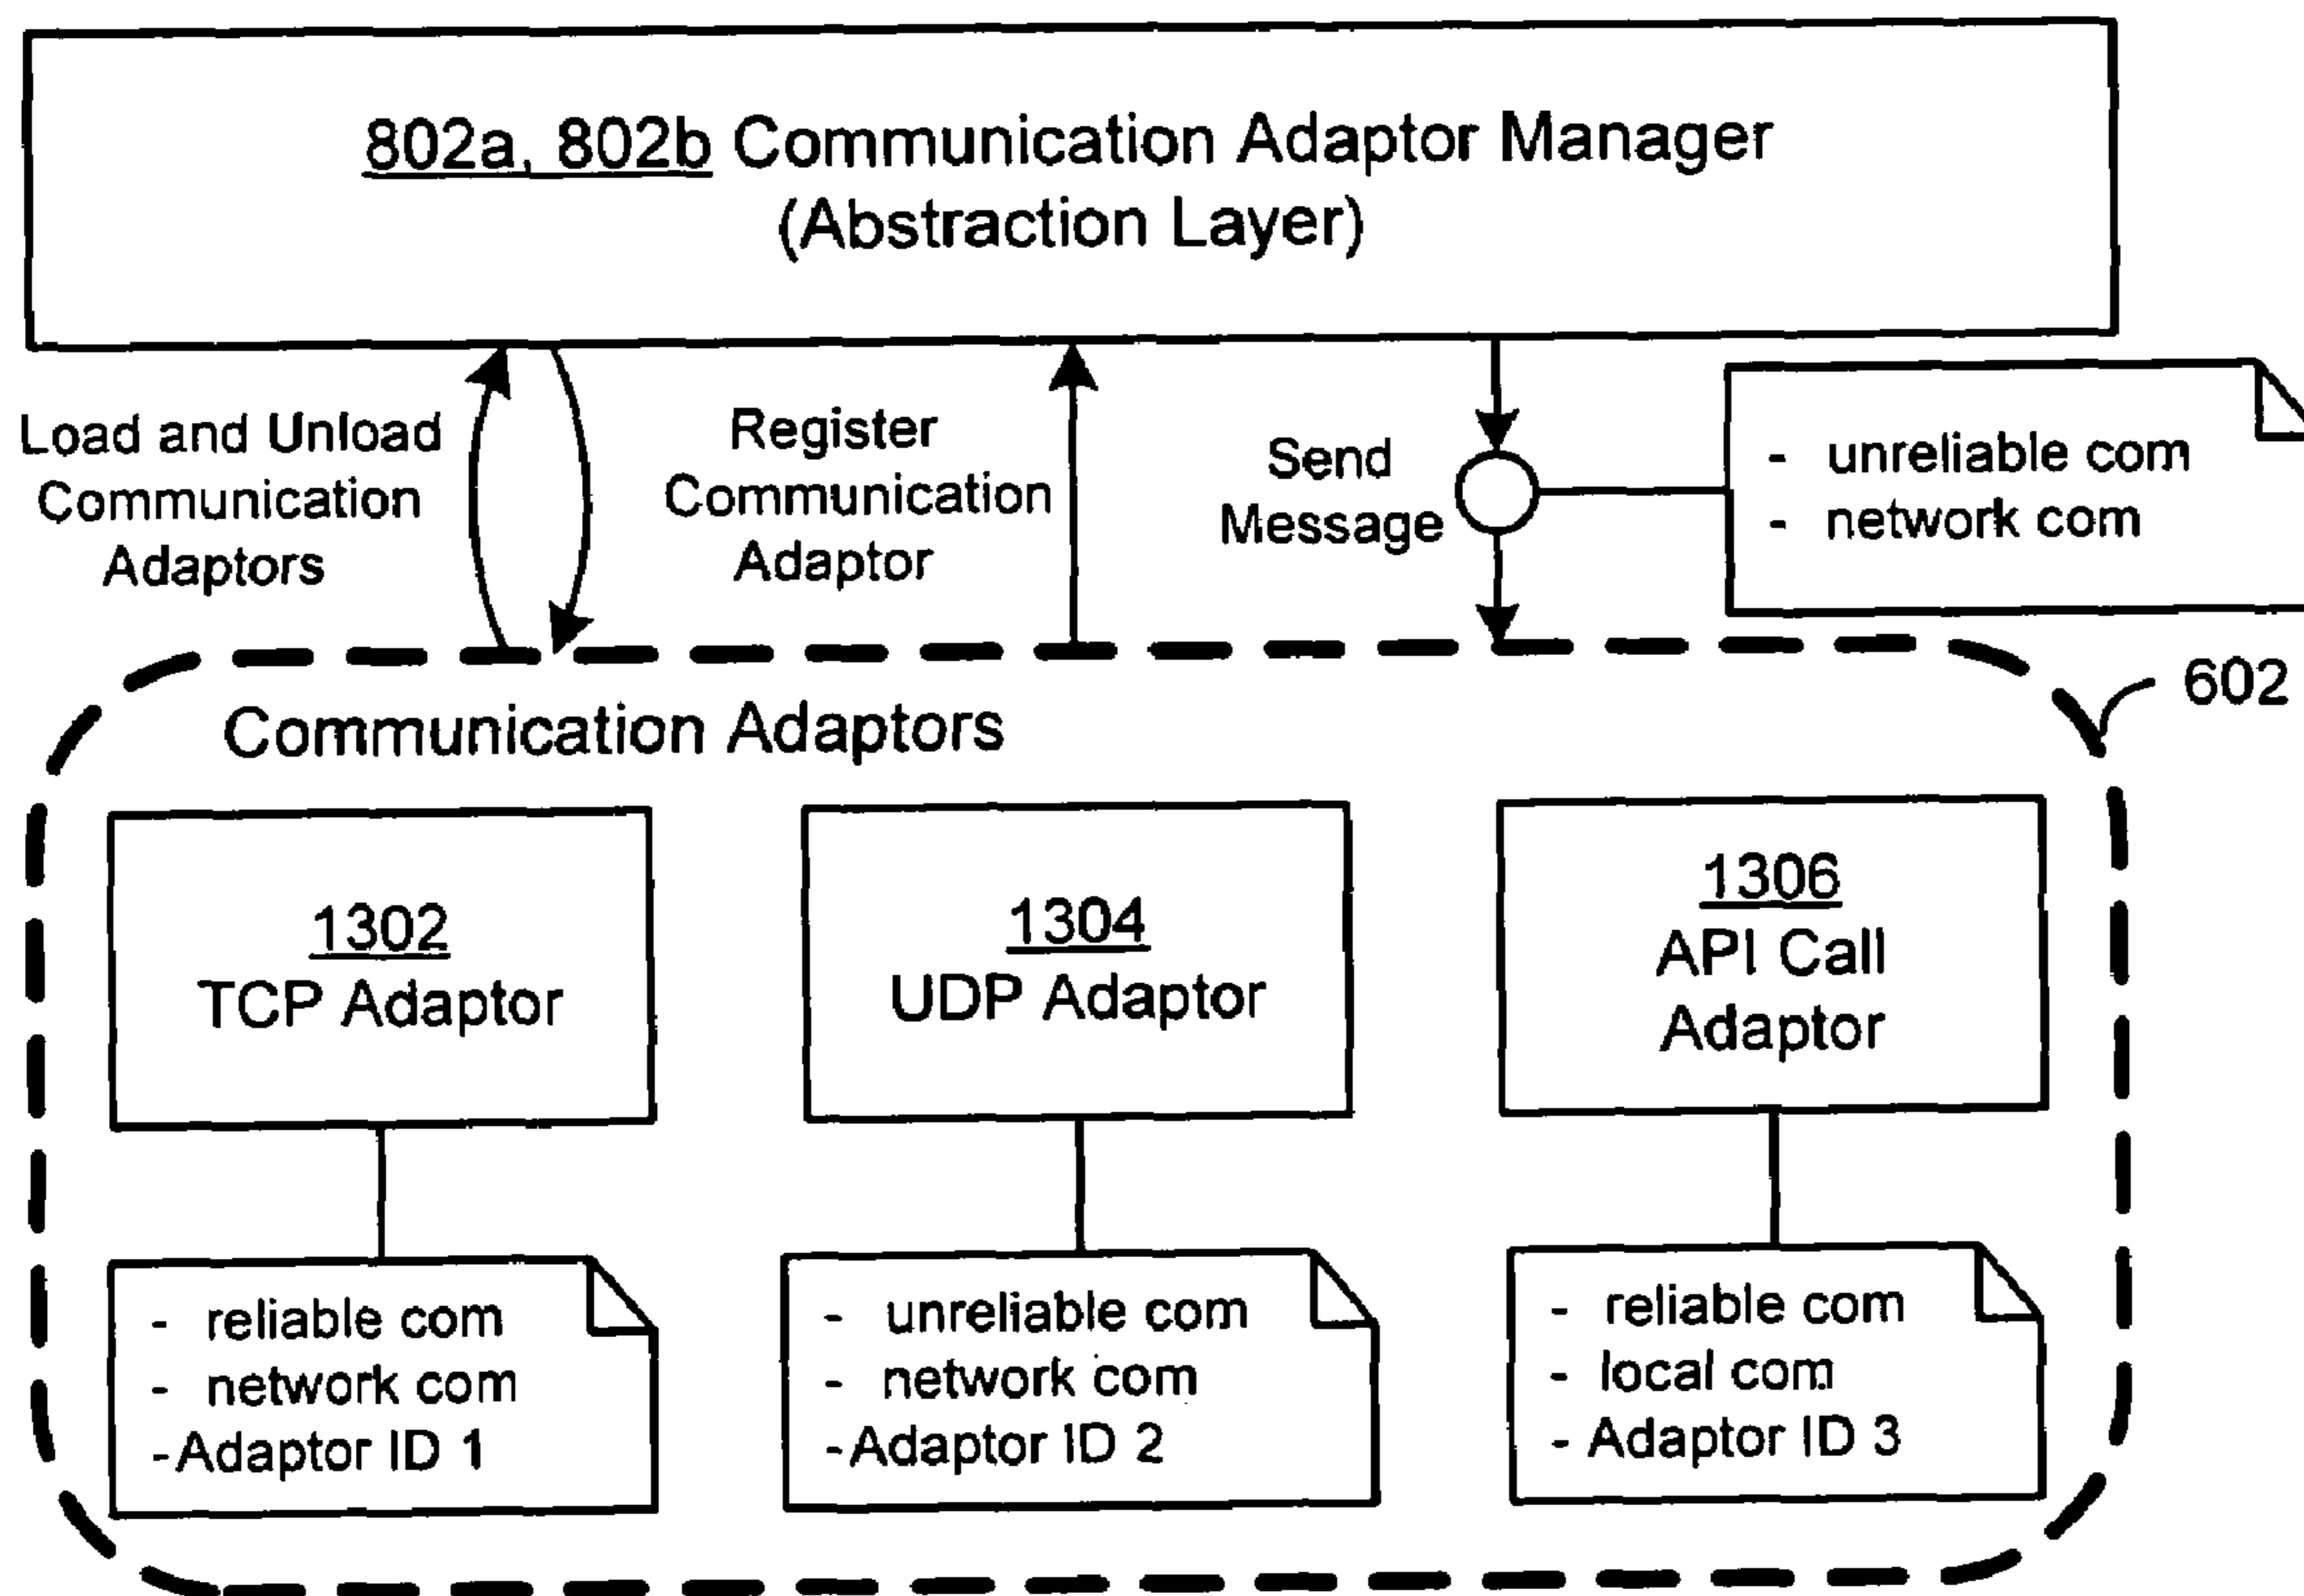 802a, 802b Communication Adaptor Manager
(Abstraction Layer)
Load and Unload
Communication
Adaptors
Register
Communication
Adaptor
Send
Message
- unreliable com
- network com
602
Communication Adaptors
1302
TCP Adaptor
1304
UDP Adaptor
1306
API Call
Adaptor
- reliable com
- network com
-Adaptor ID 1
- unreliable com
- network com
-Adaptor ID 2
- reliable com
- local com
- Adaptor ID 3